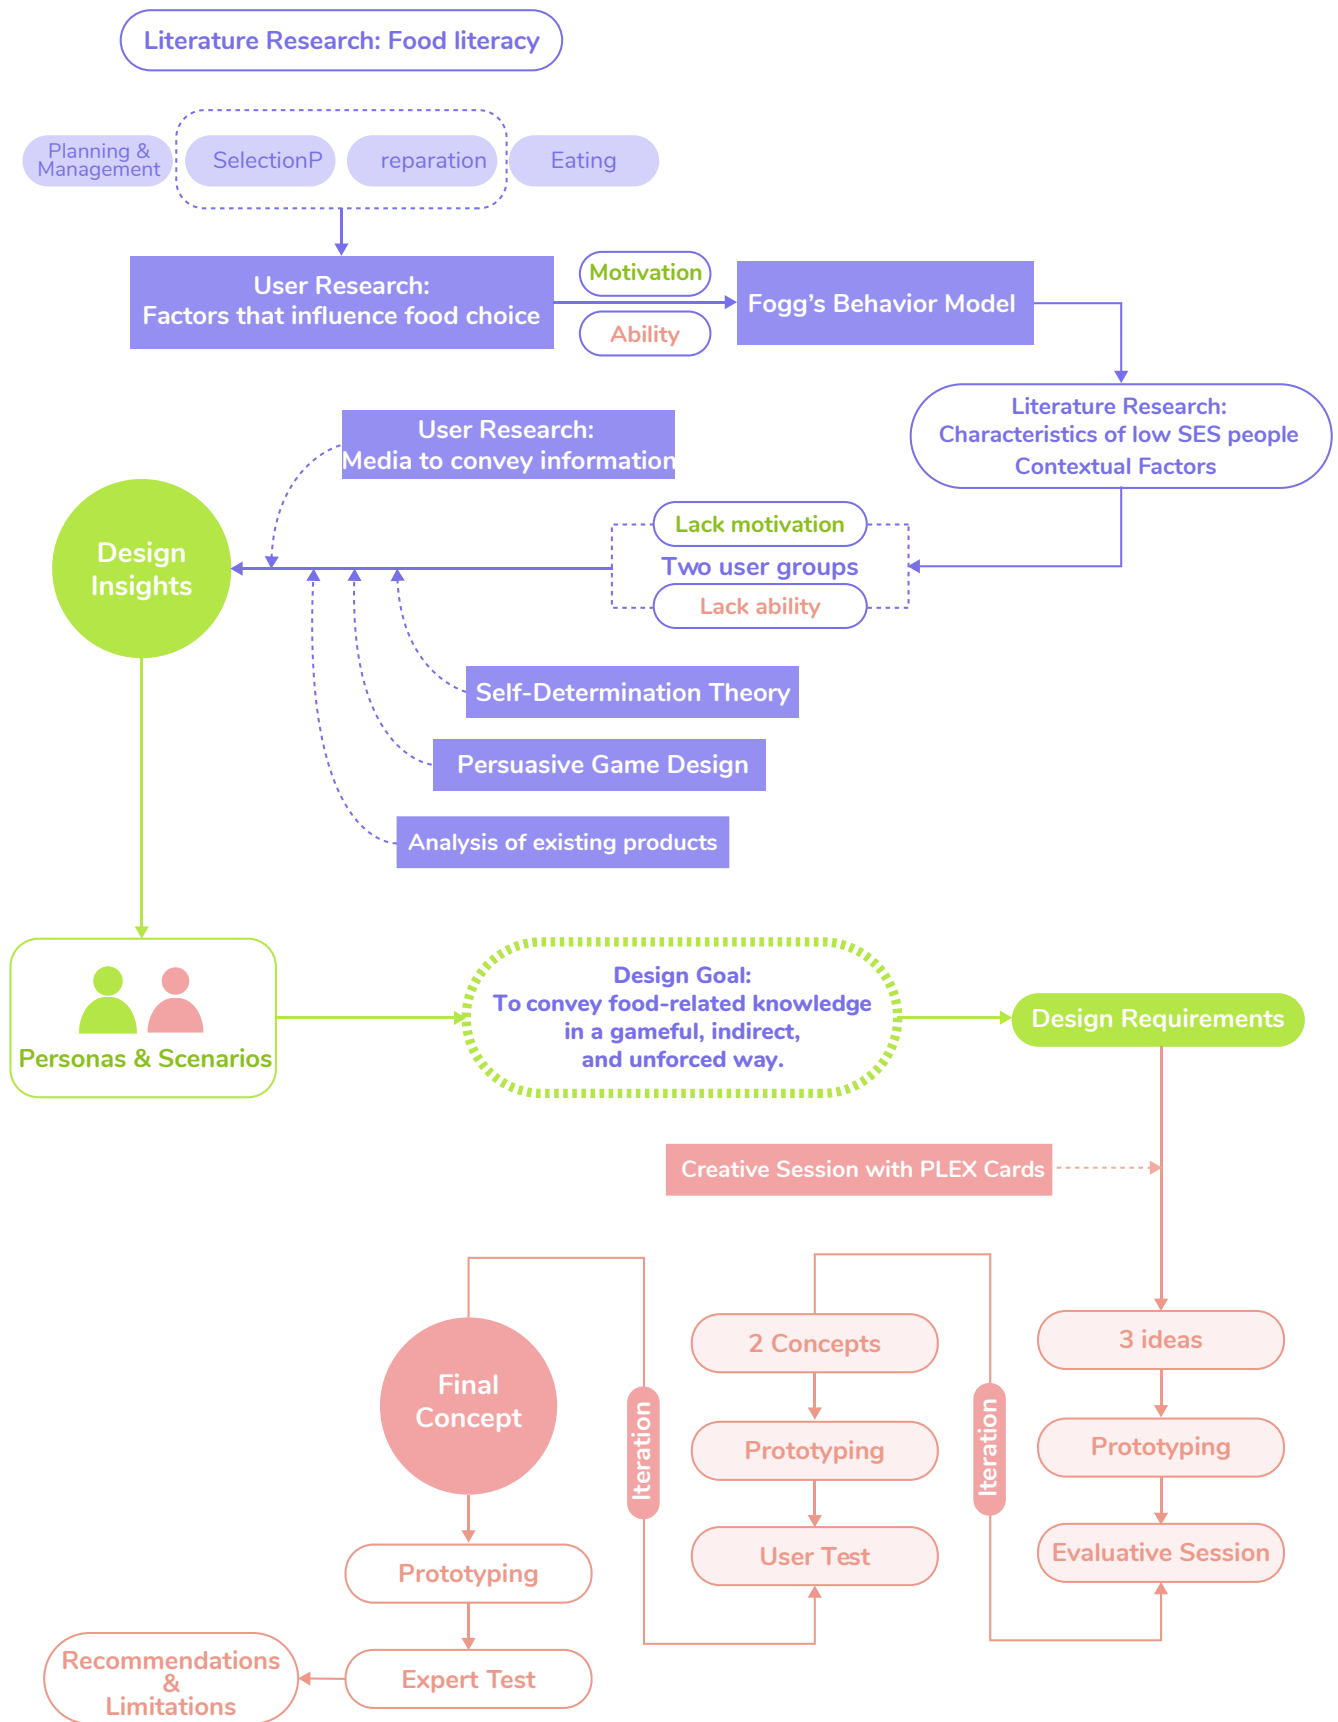 Literature Research: Food literacy
Planning &
Management
SelectionP
reparation
Eating
User Research:
Factors that influence food choice
Motivation
Ability
Fogg's Behavior Model
Literature Research:
Characteristics of low SES people
Contextual Factors
User Research:
Media to convey information
Design
Insights
Lack motivation
Two user groups
Lack ability
Self-Determination Theory
Persuasive Game Design
Analysis of existing products
Personas & Scenarios
Design Goal:
To convey food-related knowledge
in a gameful, indirect,
and unforced way.
Design Requirements
Creative Session with PLEX Cards
3 ideas
Prototyping
Evaluative Session
Iteration
2 Concepts
Prototyping
User Test
Iteration
Final
Concept
Prototyping
Expert Test
Recommendations
&
Limitations